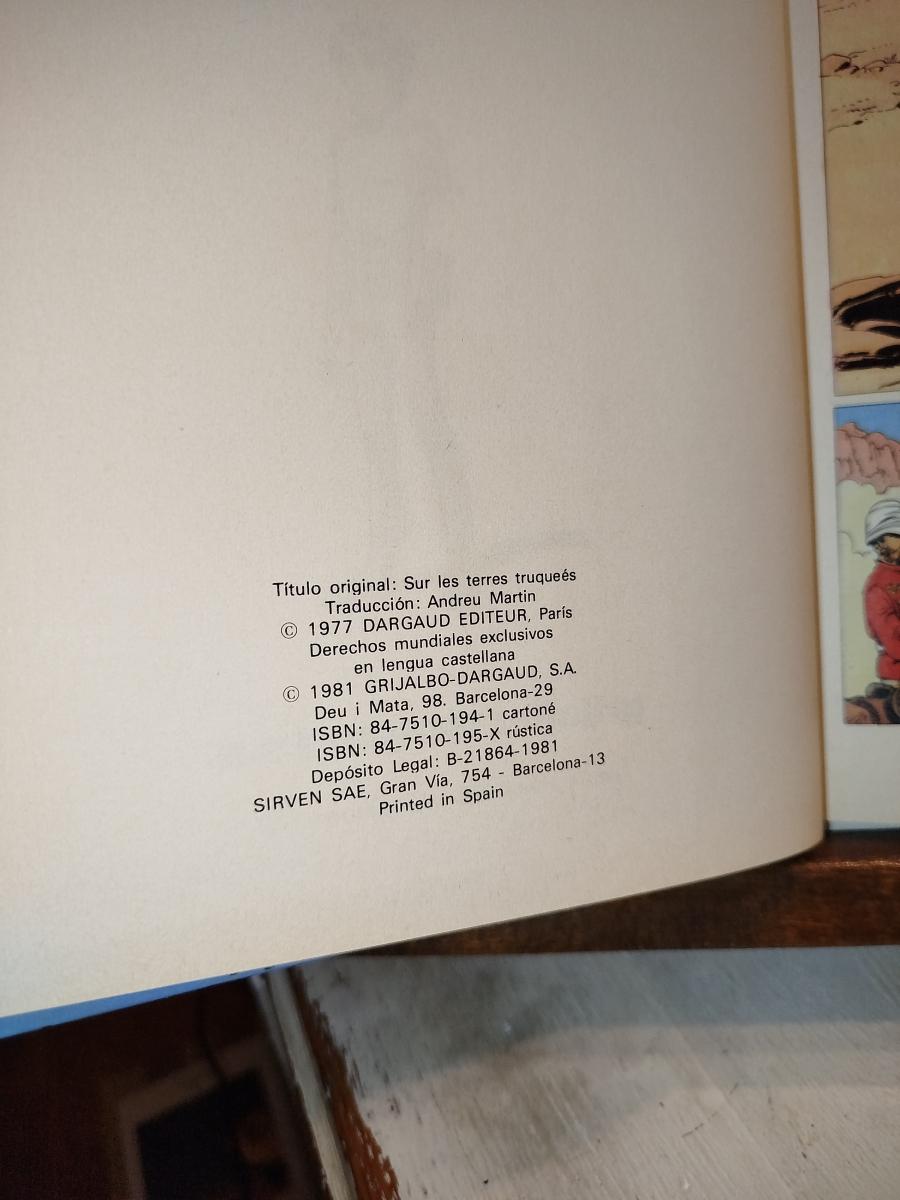 Título original: Sur les terres truqueés
Traducción: Andreu Martin
© 1977 DARGAUD EDITEUR, París
Derechos mundiales exclusivos
en lengua castellana
© 1981 GRIJALBO-DARGAUD, S.A.
Deu i Mata, 98. Barcelona-29
ISBN: 84-7510-194-1 cartoné
ISBN: 84-7510-195-X rústica
Depósito Legal: B-21864-1981
SIRVEN SAE, Gran Vía, 754 - Barcelona-13
Printed in Spain